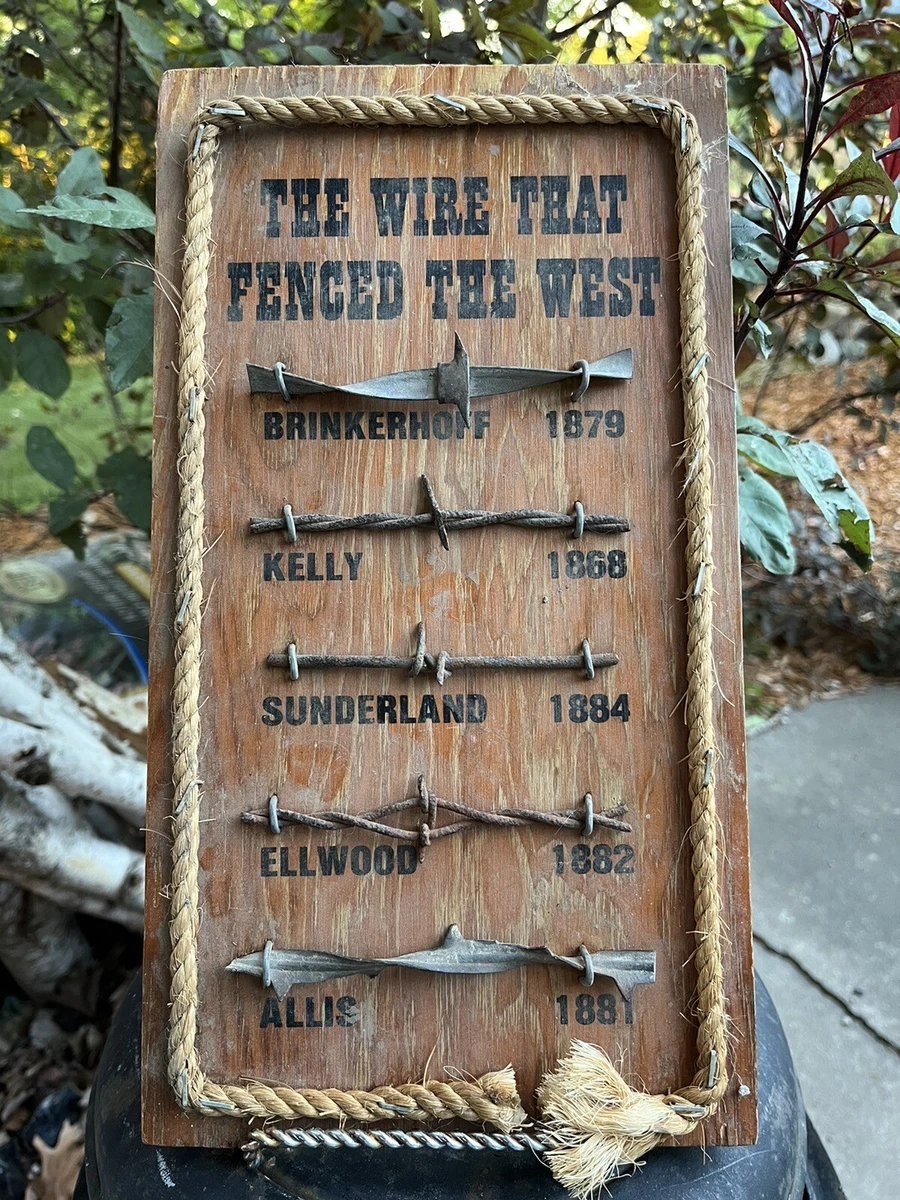 THE WIRE THAT
FENCED THE WEST
BRINKERHOFF 1879
KELLY 1868
SUNDERLAND 1884
ELLWOOD 1882
ALLIS 1881